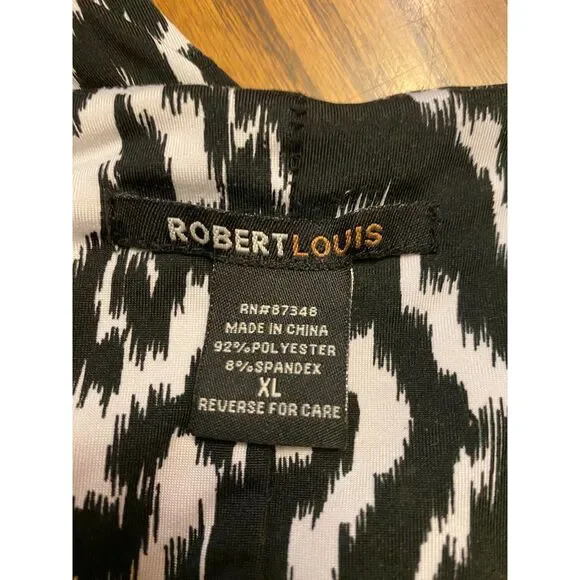 ROBERTLOUIS
RN#87348
MADE IN CHINA
92%POLYESTER
8%SPANDEX
XL
REVERSE FOR CARE